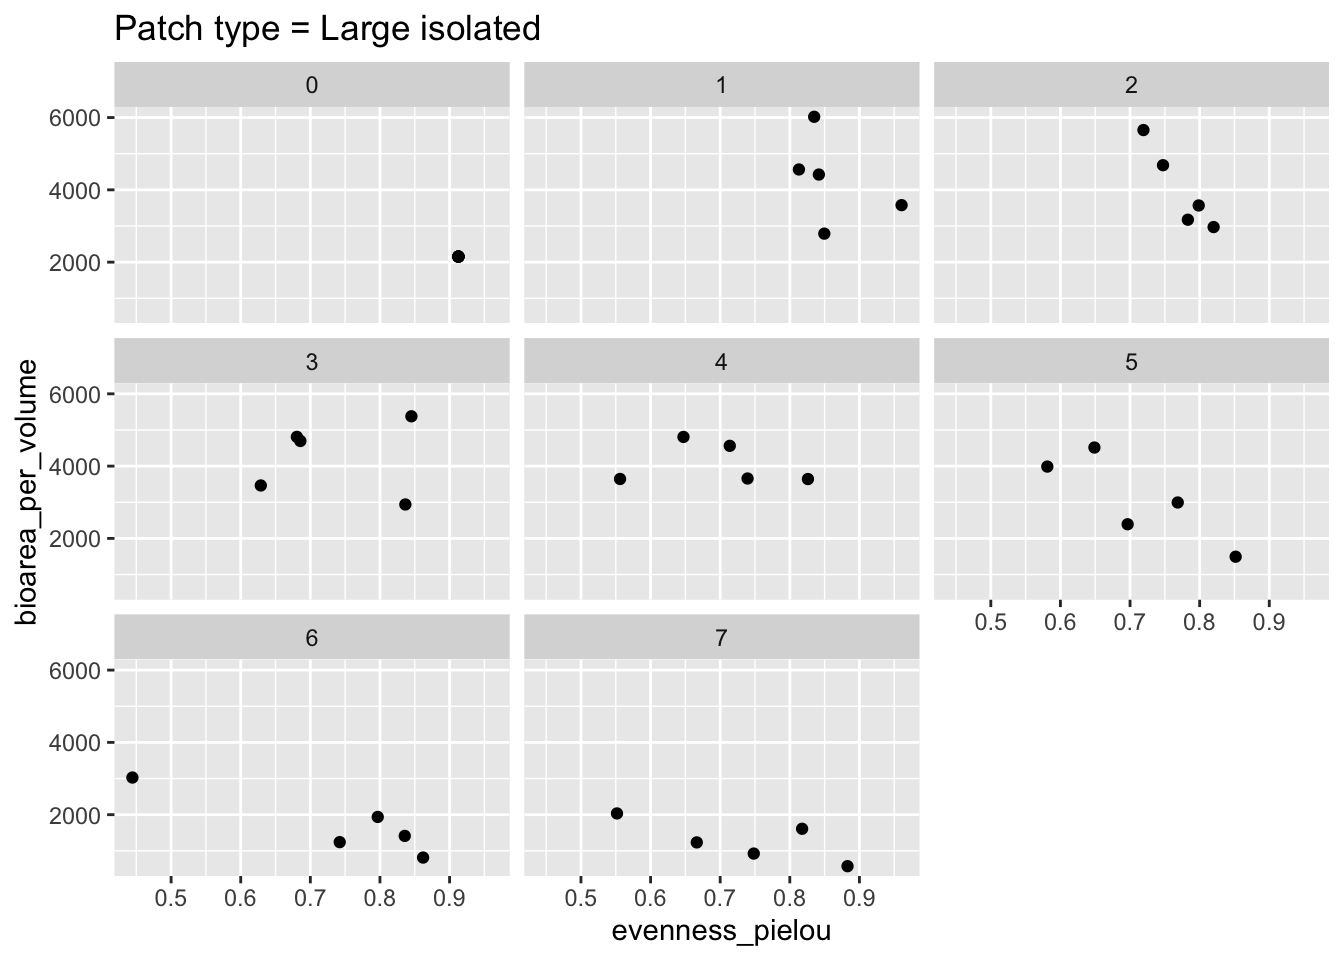 Patch type = Large isolated
0 1 2
6000
4000
2000
3 4 5
6000
4000
2000
0.5 0.6 0.7 0.8 0.9
6 7
6000
4000
2000
0.5 0.6 0.7 0.8 0.9 0.5 0.6 0.7 0.8 0.9
evenness_pielou
bioarea_per_volume